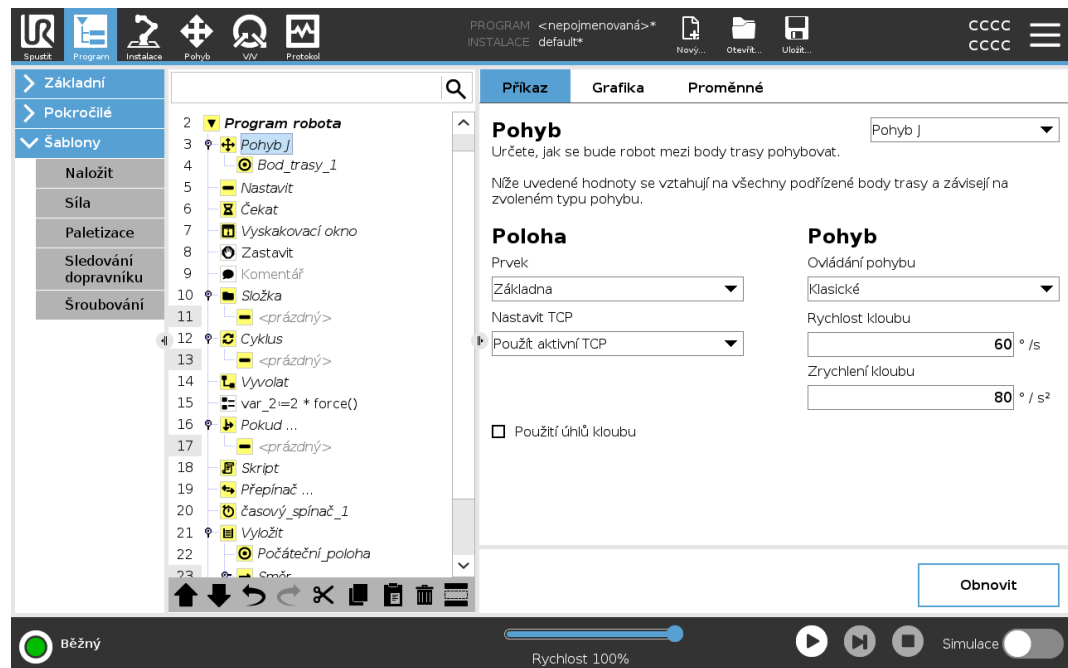 PROGRAM <nepojmenovaná>*
INSTALACE default*
Spustit
Program
Instalace
Pohyb
V/V
Protokol
Nový...
Otevřít...
Uložit...
CCCC
CCCC
Základní
Pokročilé
Šablony
Naložit
Síla
Paletizace
Sledování
dopravníku
Šroubování
2 Program robota
3 Pohyb J
4 Bod_trasy_1
5 Nastavit
6 Čekat
7 Vyskakovací okno
8 Zastavit
9 Komentář
10 Složka
11 <prázdný>
12 Cyklus
13 <prázdný>
14 Vyvolat
15 var_2:=2 * force()
16 Pokud ...
17 <prázdný>
18 Skript
19 Přepínač ...
20 časový_spínač_1
21 Vyložit
22 Počáteční_poloha
23 Směr
Příkaz
Grafika
Proměnné
Pohyb
Pohyb J
Určete, jak se bude robot mezi body trasy pohybovat.
Níže uvedené hodnoty se vztahují na všechny podřízené body trasy a závisejí na
zvoleném typu pohybu.
Poloha
Prvek
Základna
Nastavit TCP
Použít aktivní TCP
Použití úhlů kloubu
Pohyb
Ovládání pohybu
Klasické
Rychlost kloubu
60 ° /s
Zrychlení kloubu
80 ° / s²
Obnovit
Běžný
Rychlost 100%
Simulace